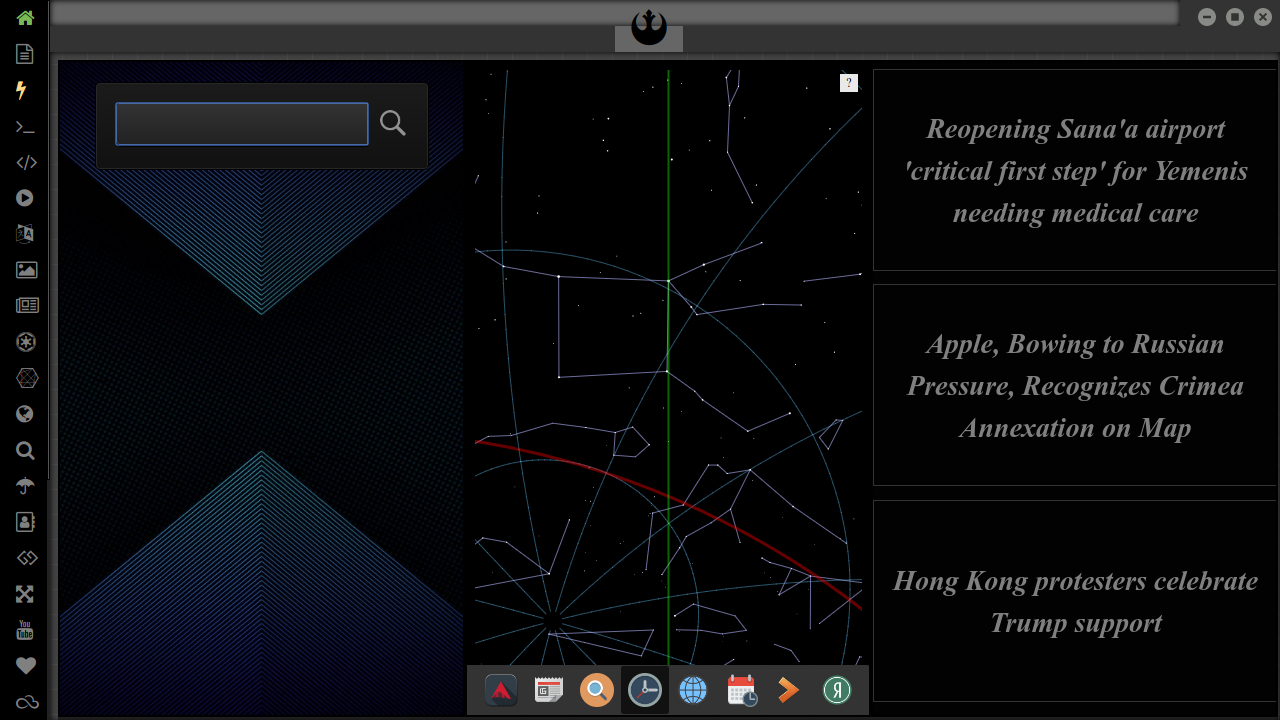 ?
Reopening Sana'a airport
'critical first step' for Yemenis
needing medical care
Apple, Bowing to Russian
Pressure, Recognizes Crimea
Annexation on Map
Hong Kong protesters celebrate
Trump support
You
Tube
Я